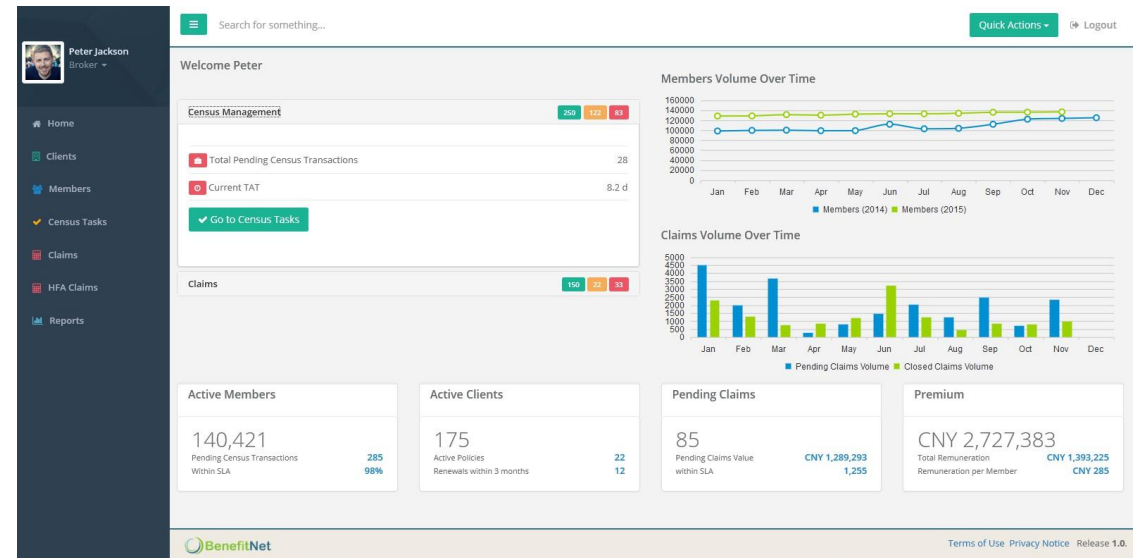 Search for something...
Quick Actions
Logout
Peter Jackson
Broker
Home
Clients
Members
Census Tasks
Claims
HFA Claims
Reports
Welcome Peter
Census Management 250 122 83
Total Pending Census Transactions 28
Current TAT 8.2 d
Go to Census Tasks
Claims 150 22 33
Members Volume Over Time
160000
140000
120000
100000
80000
60000
40000
20000
0
Jan Feb Mar Apr May Jun Jul Aug Sep Oct Nov Dec
Members (2014) Members (2015)
Claims Volume Over Time
5000
4500
4000
3500
3000
2500
2000
1500
1000
500
0
Jan Feb Mar Apr May Jun Jul Aug Sep Oct Nov Dec
Pending Claims Volume Closed Claims Volume
Active Members
140,421
Pending Census Transactions 285
Within SLA 98%
Active Clients
175
Active Policies 22
Renewals within 3 months 12
Pending Claims
85
Pending Claims Value CNY 1,289,293
within SLA 1,255
Premium
CNY 2,727,383
Total Remuneration CNY 1,393,225
Remuneration per Member CNY 285
BenefitNet
Terms of Use Privacy Notice Release 1.0.